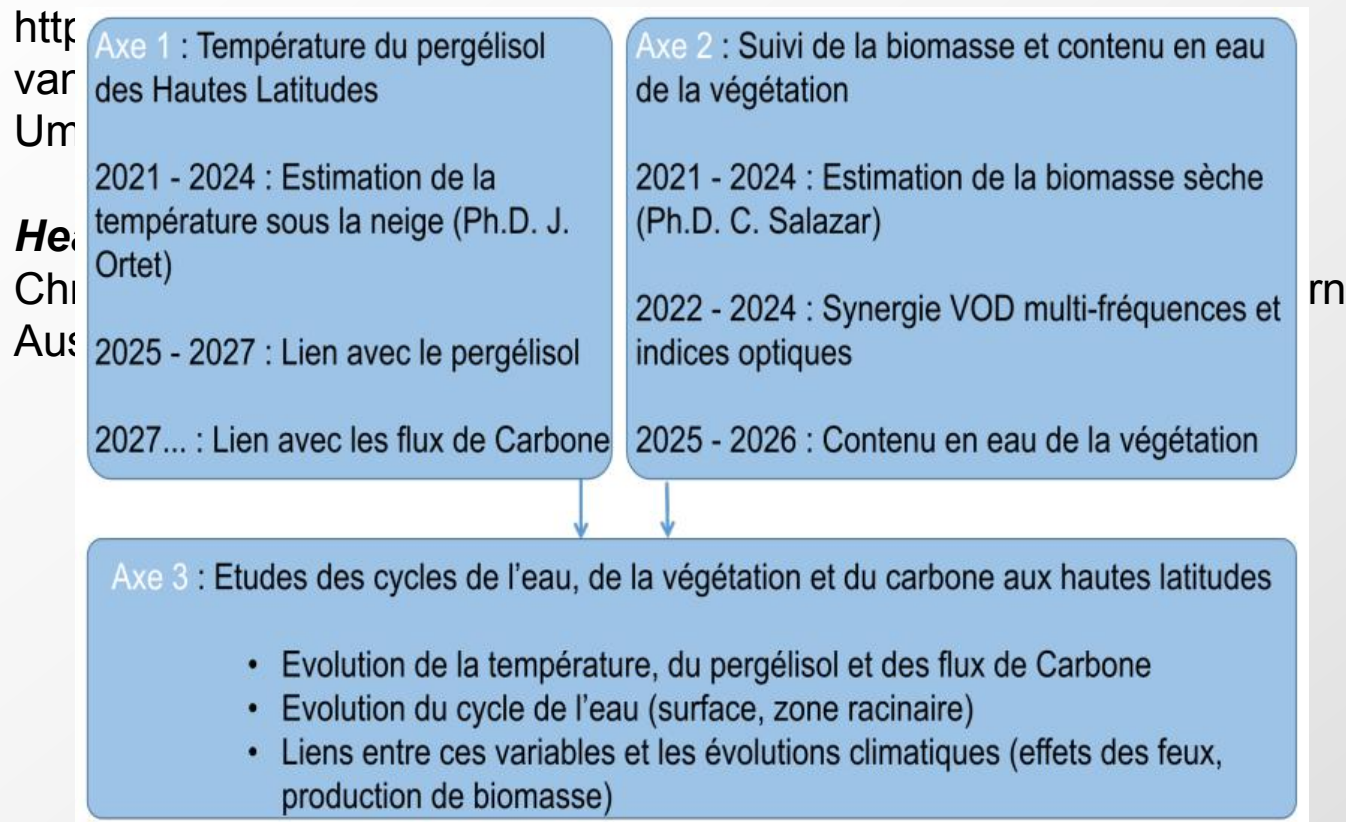 Axe 1 : Température du pergélisol
des Hautes Latitudes
2021 - 2024 : Estimation de la
température sous la neige (Ph.D. J.
Ortet)
2025 - 2027 : Lien avec le pergélisol
2027... : Lien avec les flux de Carbone
Axe 2 : Suivi de la biomasse et contenu en eau
de la végétation
2021 - 2024 : Estimation de la biomasse sèche
(Ph.D. C. Salazar)
2022 - 2024 : Synergie VOD multi-fréquences et
indices optiques
2025 - 2026 : Contenu en eau de la végétation
Axe 3 : Etudes des cycles de l’eau, de la végétation et du carbone aux hautes latitudes
• Evolution de la température, du pergélisol et des flux de Carbone
• Evolution du cycle de l’eau (surface, zone racinaire)
• Liens entre ces variables et les évolutions climatiques (effets des feux,
production de biomasse)